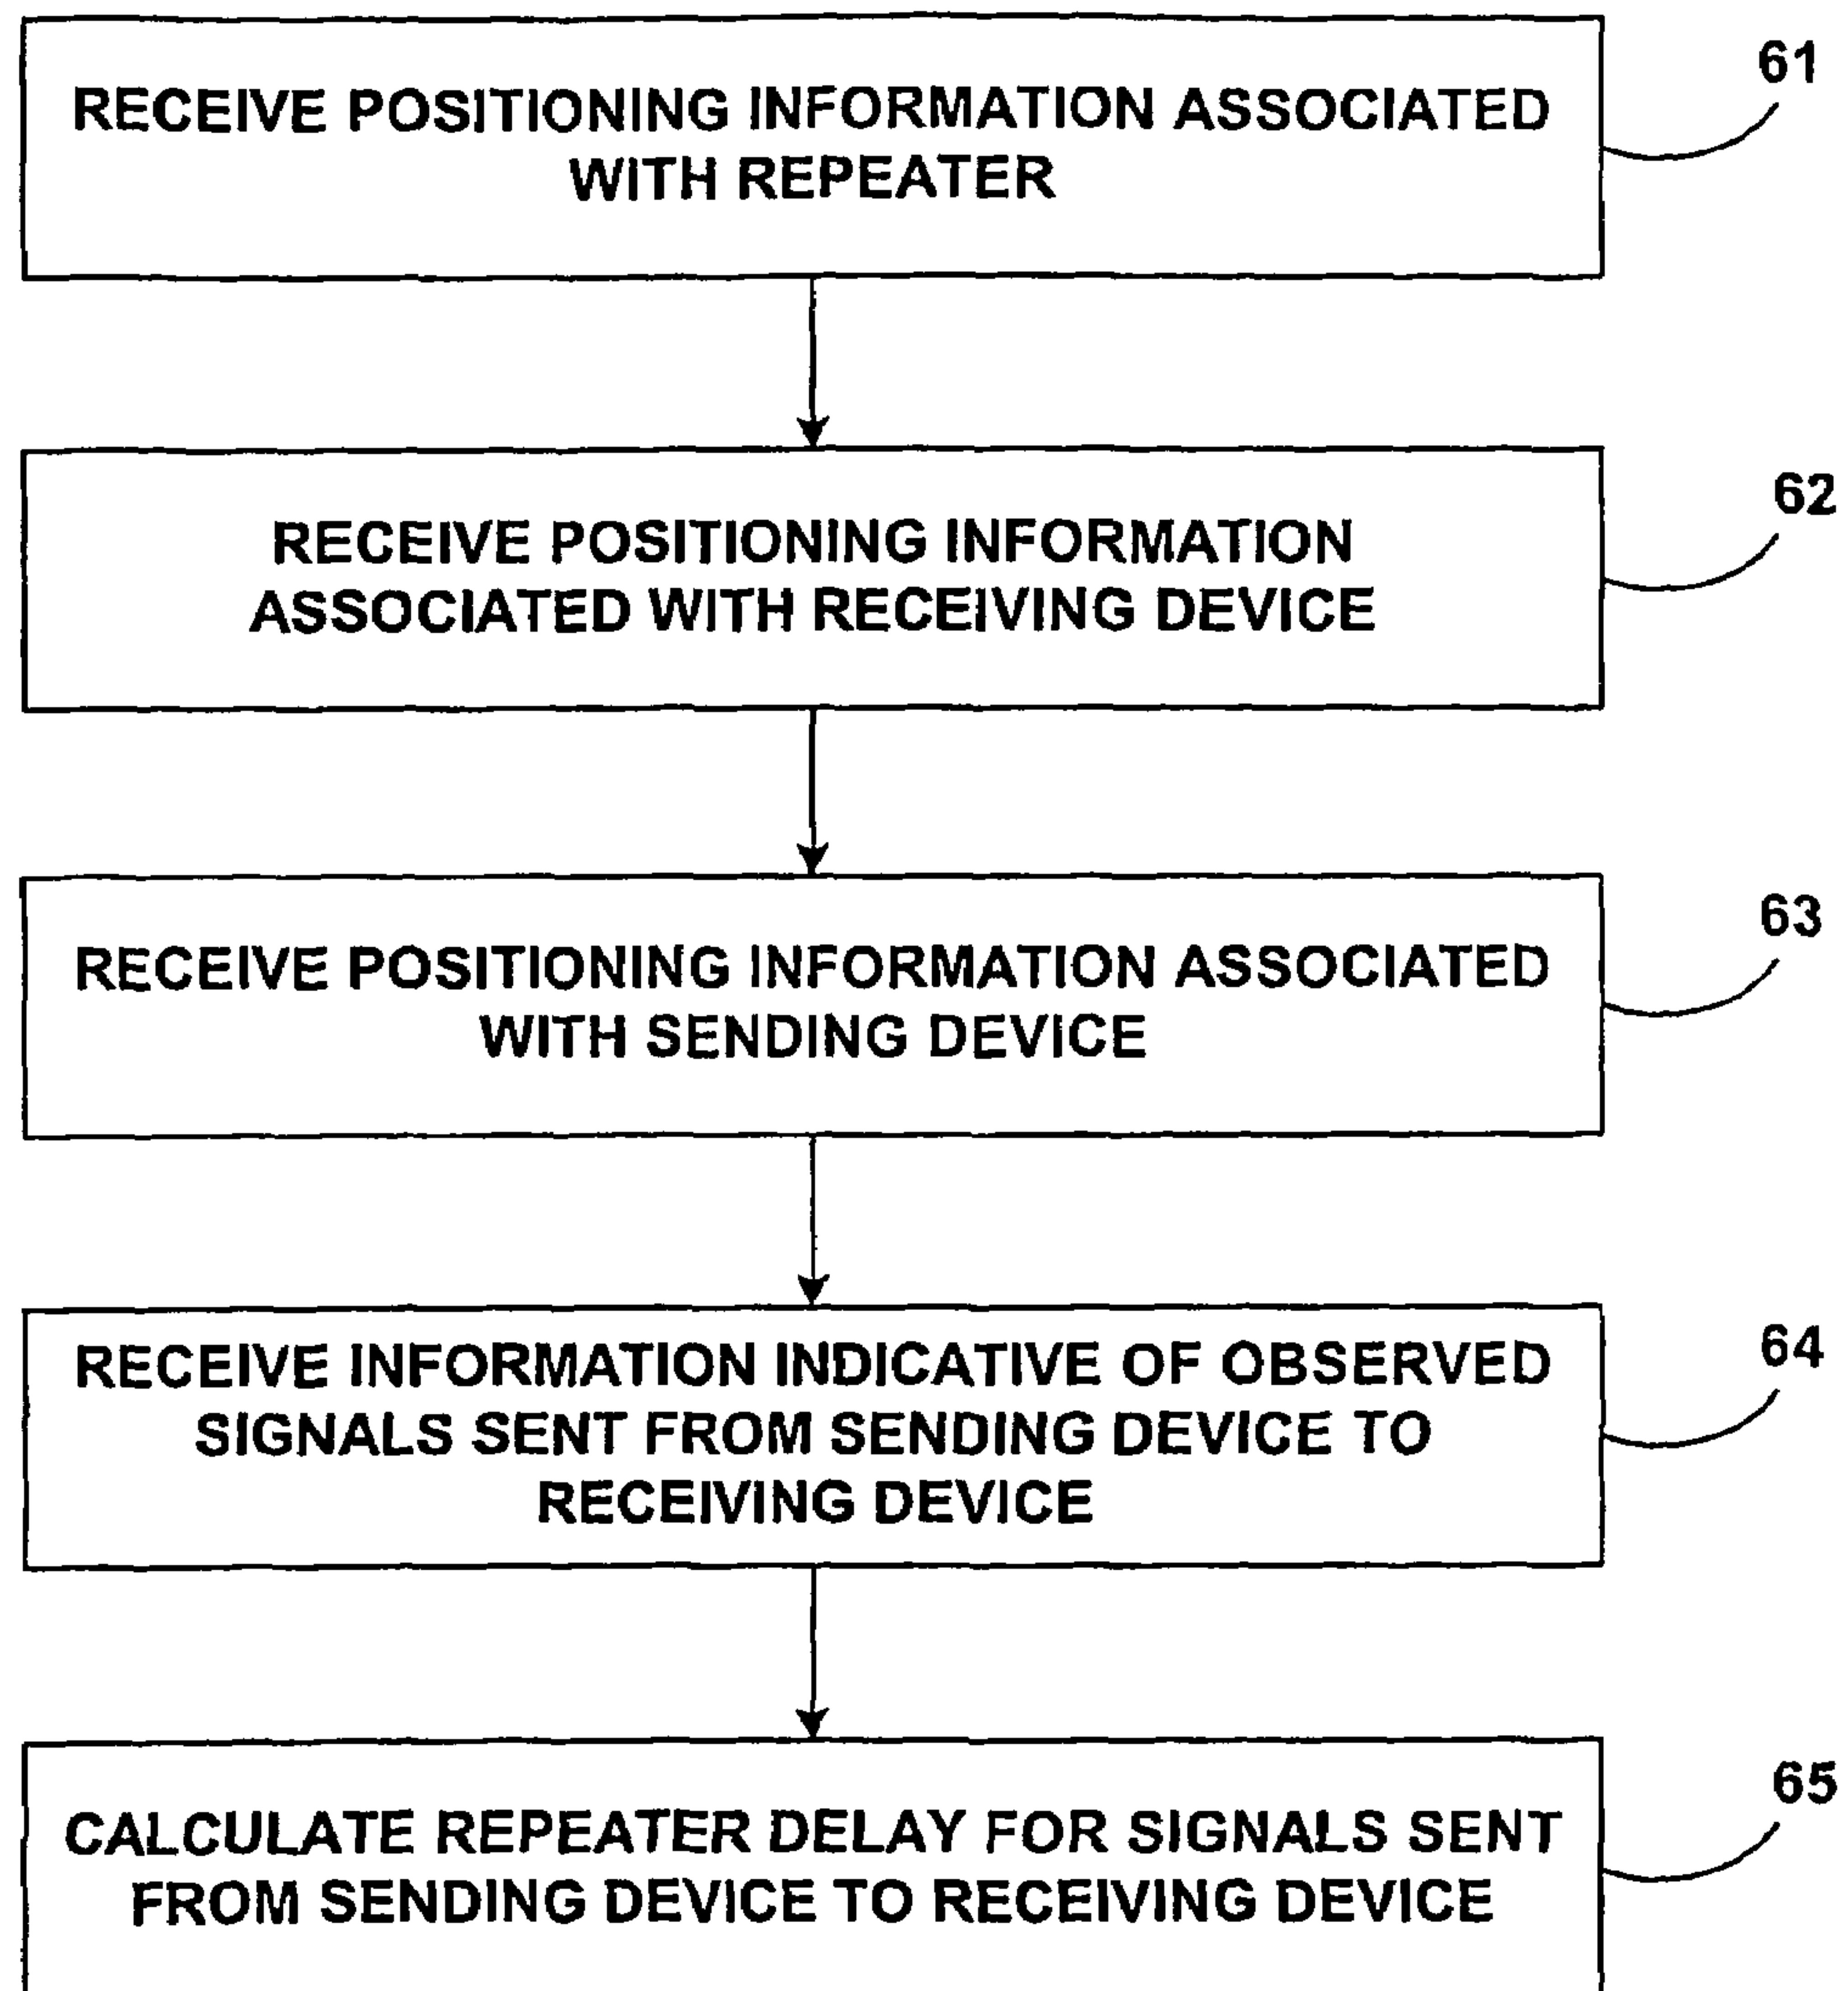 61
RECEIVE POSITIONING INFORMATION ASSOCIATED
WITH REPEATER
62
RECEIVE POSITIONING INFORMATION
ASSOCIATED WITH RECEIVING DEVICE
63
RECEIVE POSITIONING INFORMATION ASSOCIATED
WITH SENDING DEVICE
64
RECEIVE INFORMATION INDICATIVE OF OBSERVED
SIGNALS SENT FROM SENDING DEVICE TO
RECEIVING DEVICE
65
CALCULATE REPEATER DELAY FOR SIGNALS SENT
FROM SENDING DEVICE TO RECEIVING DEVICE